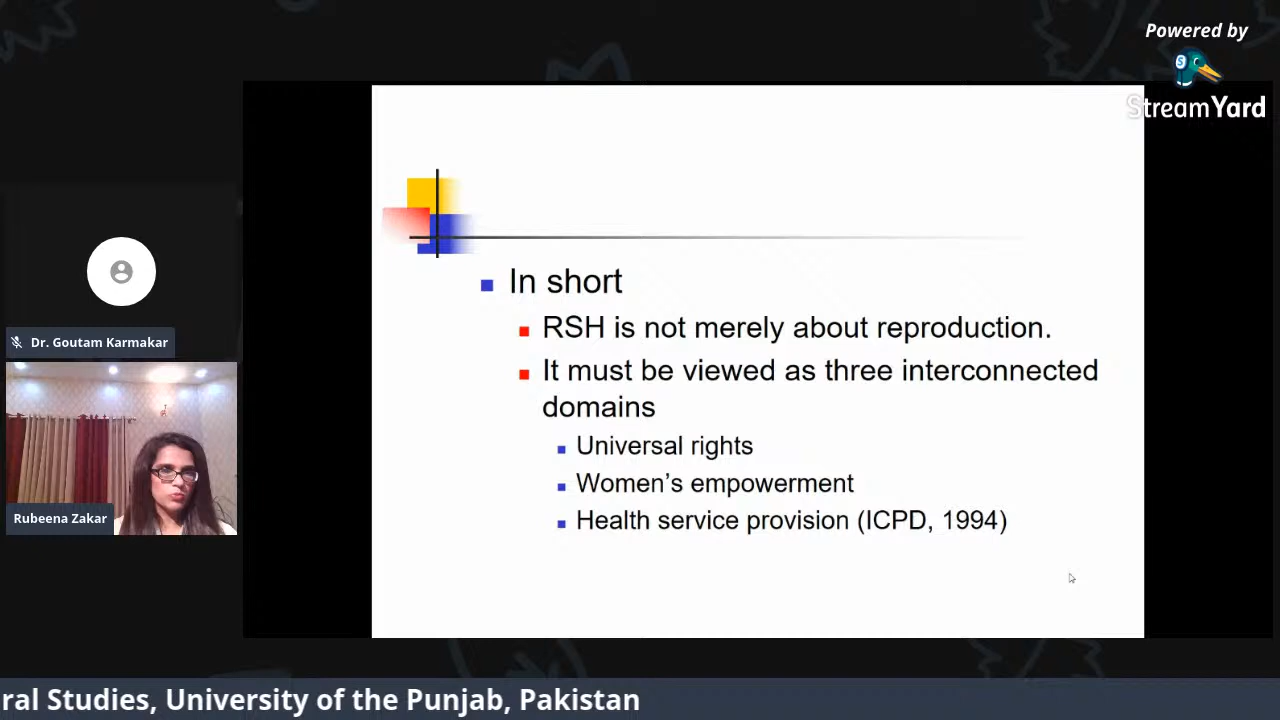 Powered by
StreamYard
In short
RSH is not merely about reproduction.
It must be viewed as three interconnected
domains
Universal rights
Women's empowerment
Health service provision (ICPD, 1994)
Dr. Goutam Karmakar
Rubeena Zakar
ral Studies, University of the Punjab, Pakistan